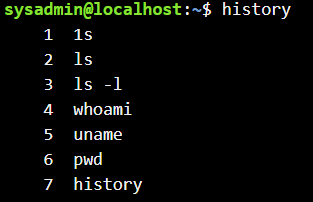 sysadmin@localhost:~$ history
1 1s
2 ls
3 ls -l
4 whoami
5 uname
6 pwd
7 history